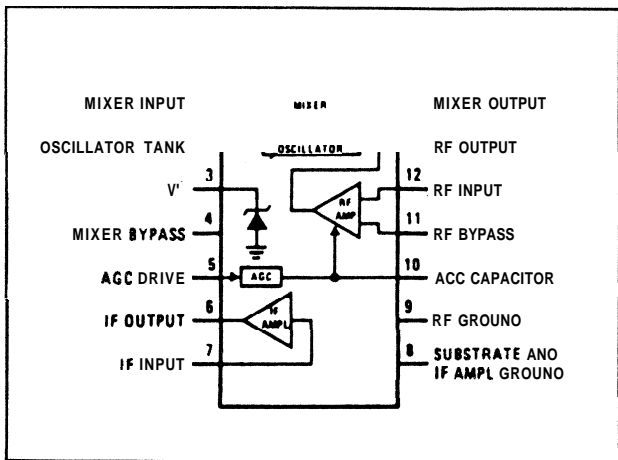 MIXER INPUT MIXER MIXER OUTPUT
OSCILLATOR TANK OSCILLATOR RF OUTPUT
3 12
V' RF INPUT
RF AMP
4 11
MIXER BYPASS RF BYPASS
5 10
AGC DRIVE AGC ACC CAPACITOR
6 9
IF OUTPUT IF AMPL RF GROUND
7 8
IF INPUT SUBSTRATE ANO
IF AMPL GROUNO